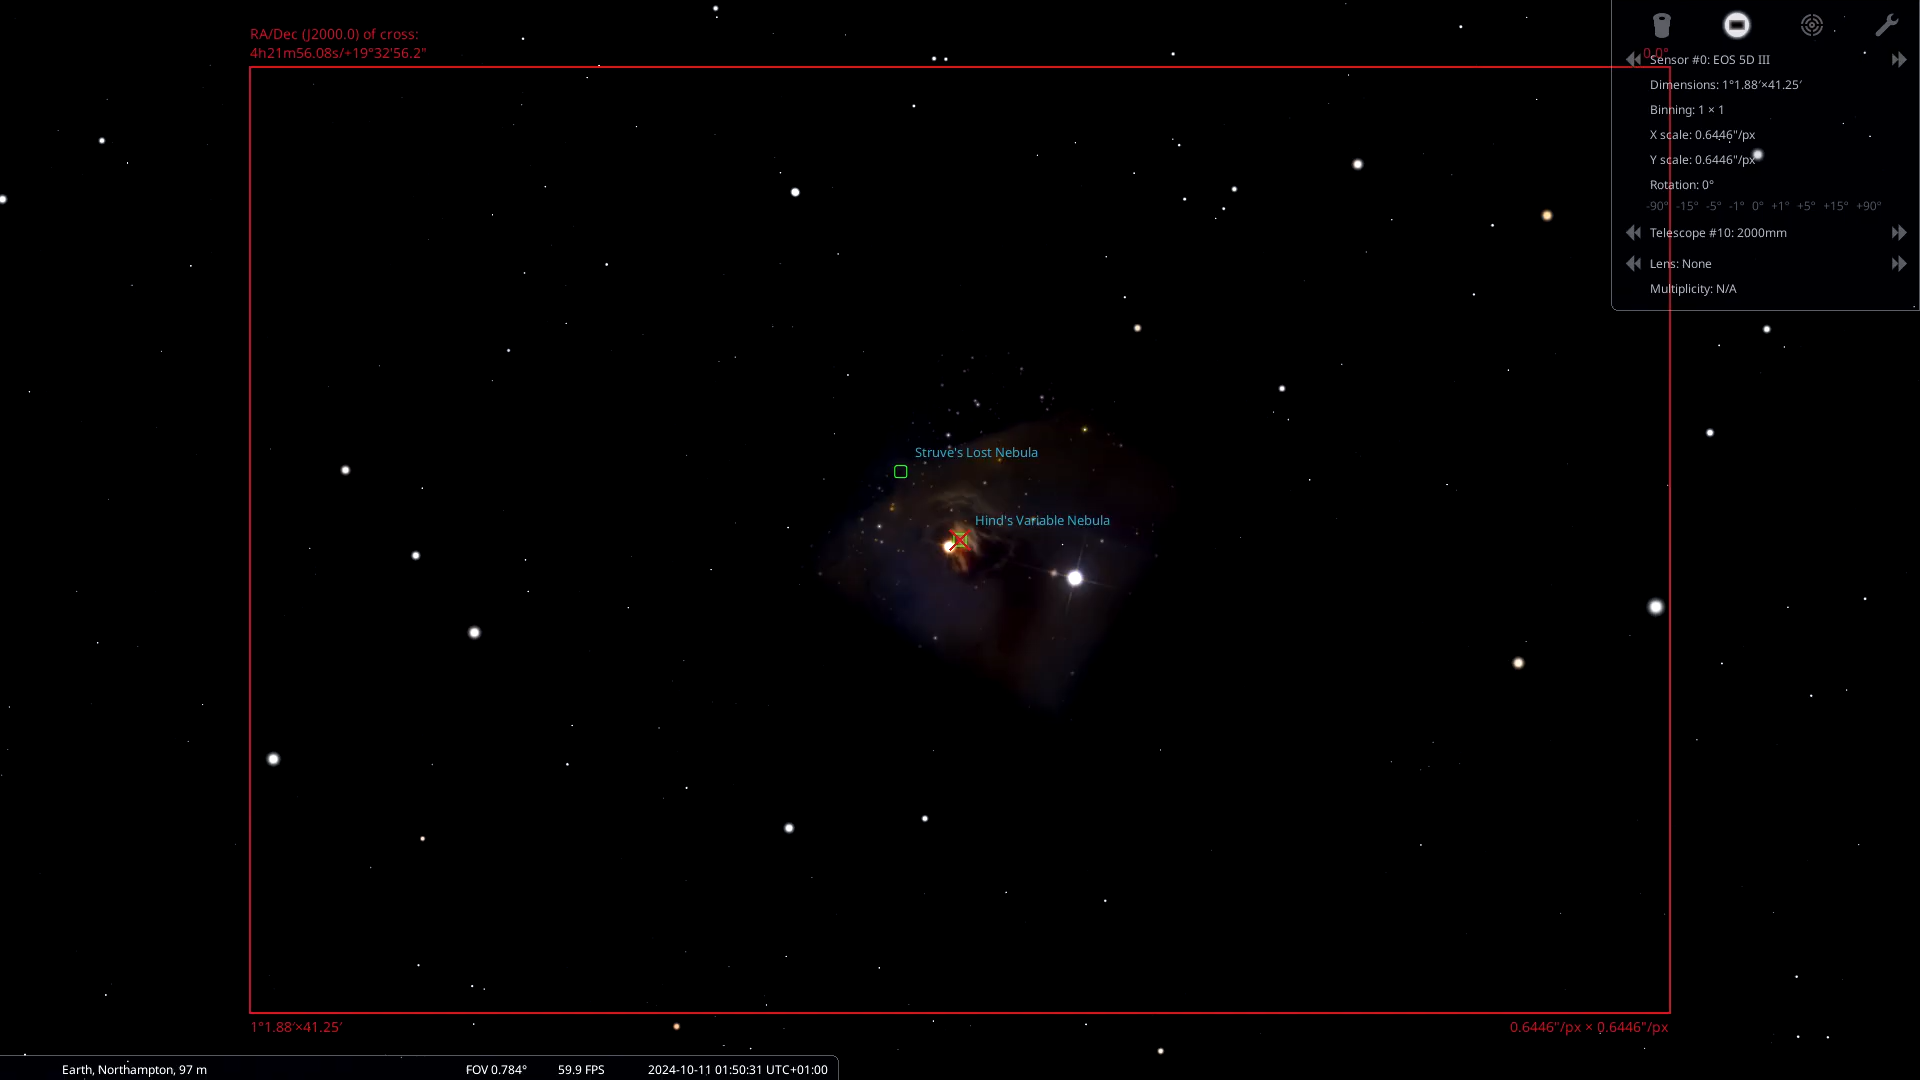 RA/Dec (J2000.0) of cross:
4h21m56.08s/+19°32'56.2"
0.0°
Sensor #0: EOS 5D III
Dimensions: 1°1.88′×41.25′
Binning: 1 × 1
X scale: 0.6446"/px
Y scale: 0.6446"/px
Rotation: 0°
-90° -15° -5° -1° 0° +1° +5° +15° +90°
Telescope #10: 2000mm
Lens: None
Multiplicity: N/A
Struve's Lost Nebula
Hind's Variable Nebula
1°1.88′×41.25′
0.6446"/px × 0.6446"/px
Earth, Northampton, 97 m
FOV 0.784°
59.9 FPS
2024-10-11 01:50:31 UTC+01:00